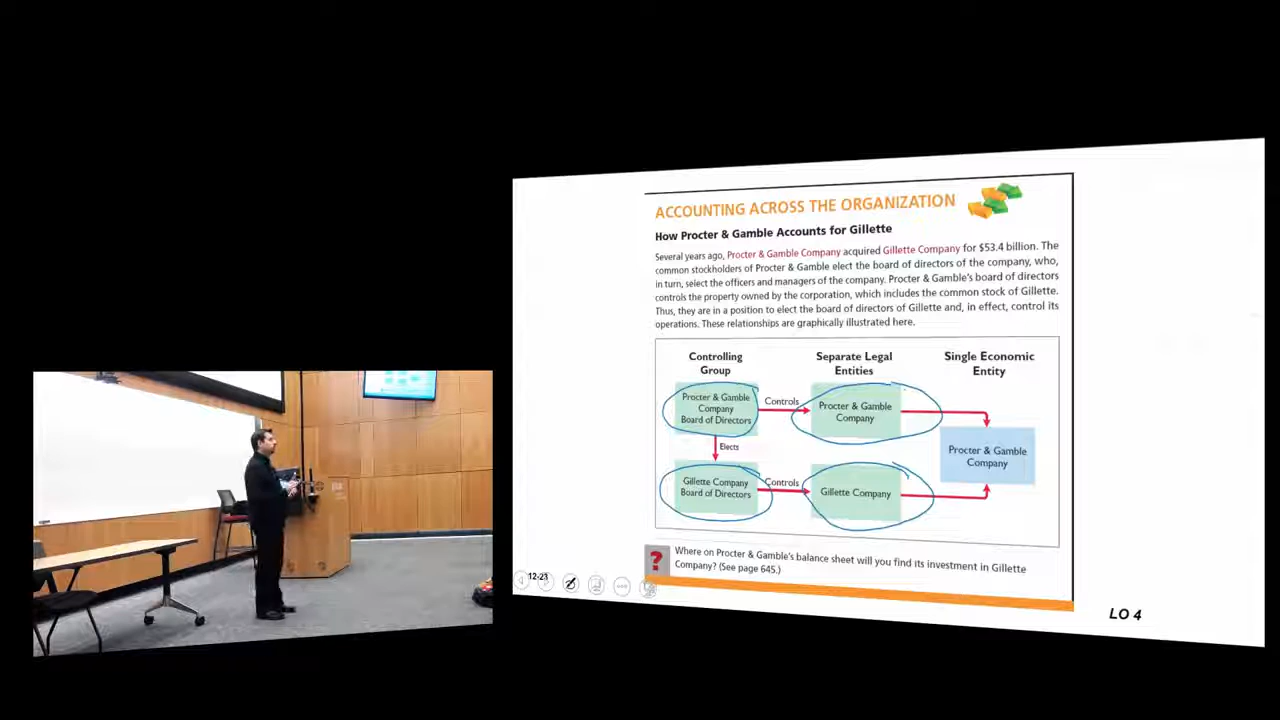 ACCOUNTING ACROSS THE ORGANIZATION
How Procter & Gamble Accounts for Gillette
Several years ago, Procter & Gamble Company acquired Gillette Company for $53.4 billion. The
common stockholders of Procter & Gamble elect the board of directors of the company, who,
in turn, select the officers and managers of the company. Procter & Gamble's board of directors
controls the property owned by the corporation, which includes the common stock of Gillette.
Thus, they are in a position to elect the board of directors of Gillette and, in effect, control its
operations. These relationships are graphically illustrated here.
Controlling
Group
Separate Legal
Entities
Single Economic
Entity
Procter & Gamble
Company
Board of Directors
Controls
Procter & Gamble
Company
Elects
Procter & Gamble
Company
Gillette Company
Board of Directors
Controls
Gillette Company
?
Where on Procter & Gamble's balance sheet will you find its investment in Gillette
Company? (See page 645.)
12-23
LO 4